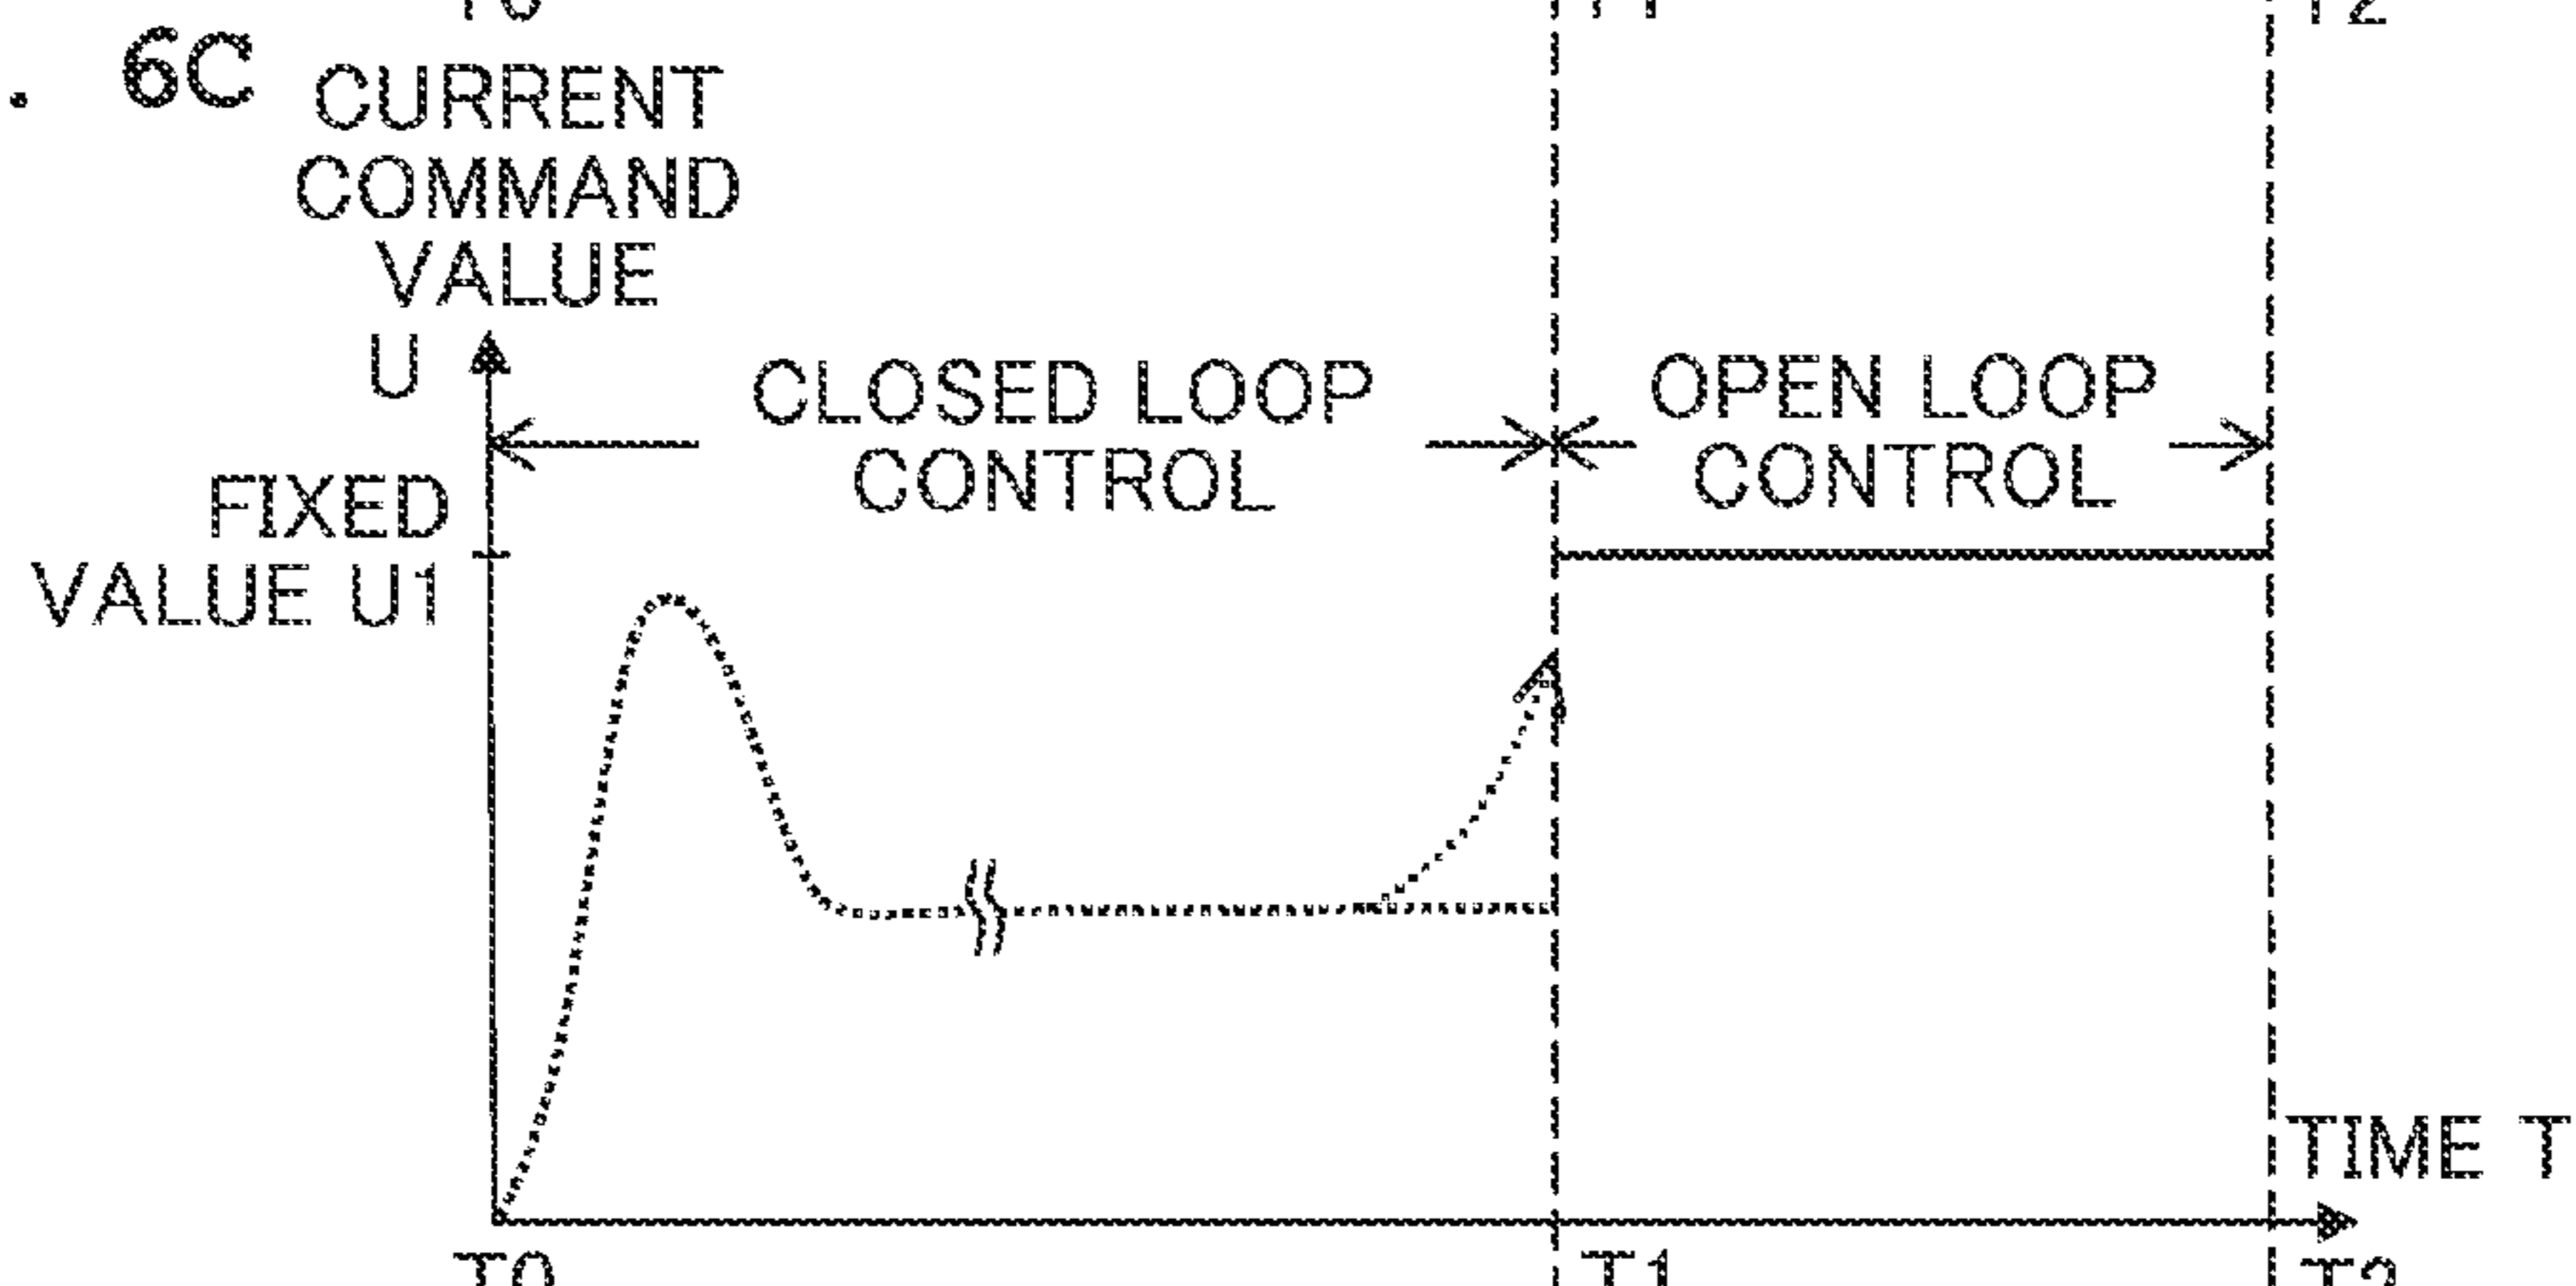 . 6C
CURRENT
COMMAND
VALUE
U
CLOSED LOOP
CONTROL
OPEN LOOP
CONTROL
FIXED
VALUE U1
TIME T
T0
T1
T2